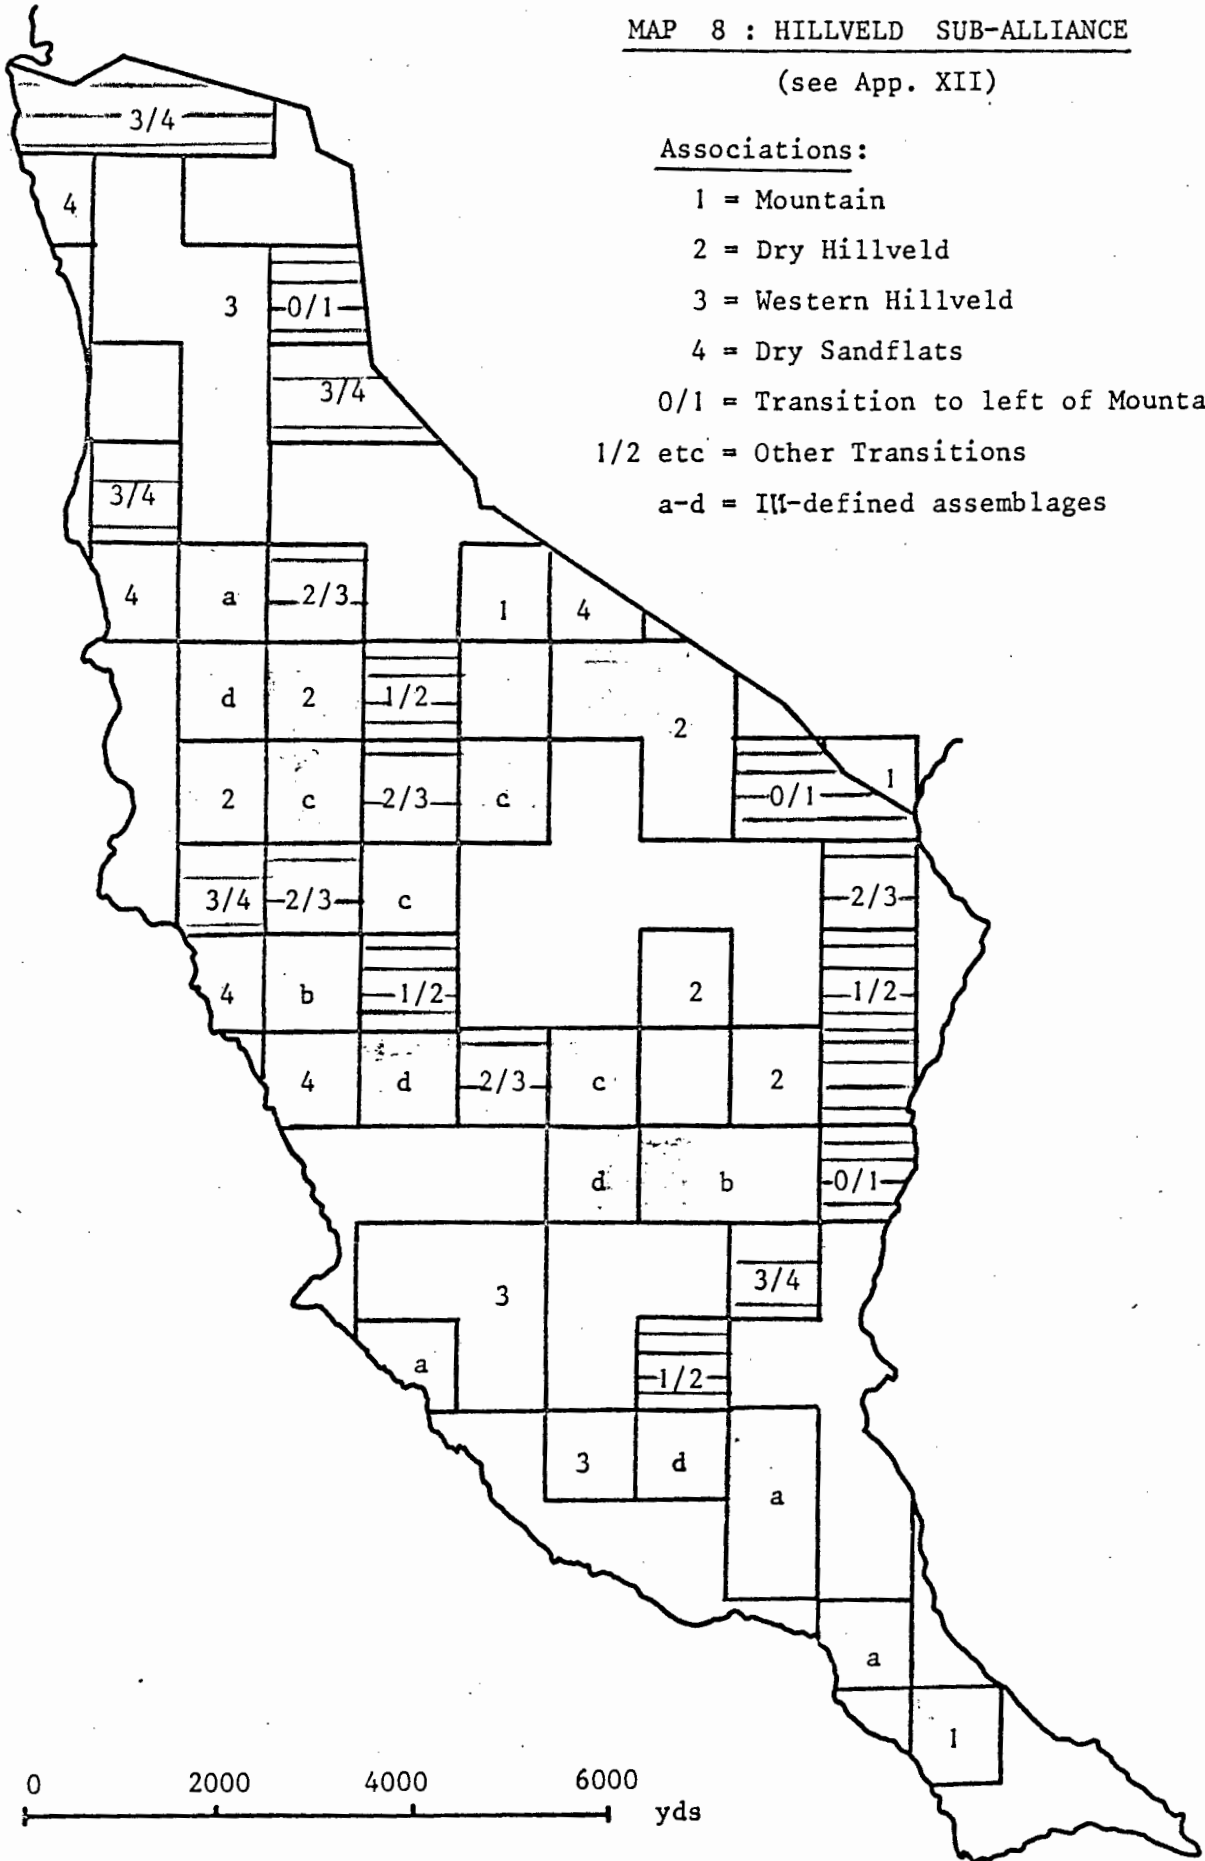 MAP 8 : HILLVELD SUB-ALLIANCE
(see App. XII)
Associations:
1 = Mountain
2 = Dry Hillveld
3 = Western Hillveld
4 = Dry Sandflats
0/1 = Transition to left of Mounta
1/2 etc = Other Transitions
a-d = Ill-defined assemblages
3/4
4
3 0/1
3/4
3/4
4 a 2/3 1 4
d 2 1/2 2
2 c 2/3 c 0/1 1
3/4 2/3 c 2/3
4 b 1/2 2 1/2
4 d 2/3 c 2
d b 0/1
3 3/4
a 1/2
3 d a
a
1
0 2000 4000 6000
yds